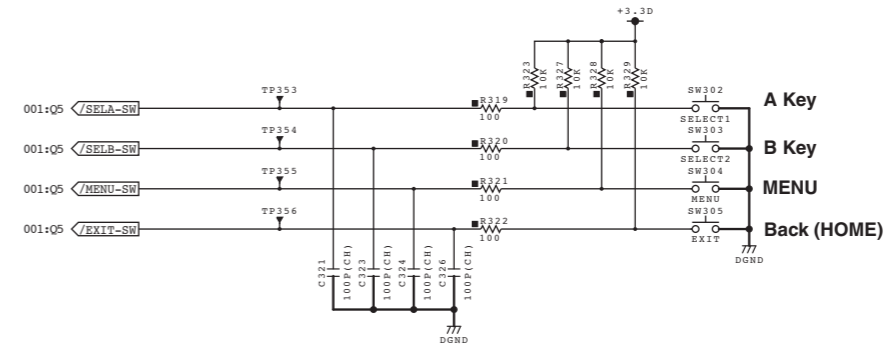 +3.3D
R323
10K
R327
10K
R328
10K
R329
10K
001:Q5 /SELA-SW
TP353
R319
100
SW302
SELECT1
A Key
001:Q5 /SELB-SW
TP354
R320
100
SW303
SELECT2
B Key
001:Q5 /MENU-SW
TP355
R321
100
SW304
MENU
MENU
001:Q5 /EXIT-SW
TP356
R322
100
SW305
EXIT
Back (HOME)
DGND
C321
100P(CH)
C323
100P(CH)
C324
100P(CH)
C326
100P(CH)
DGND